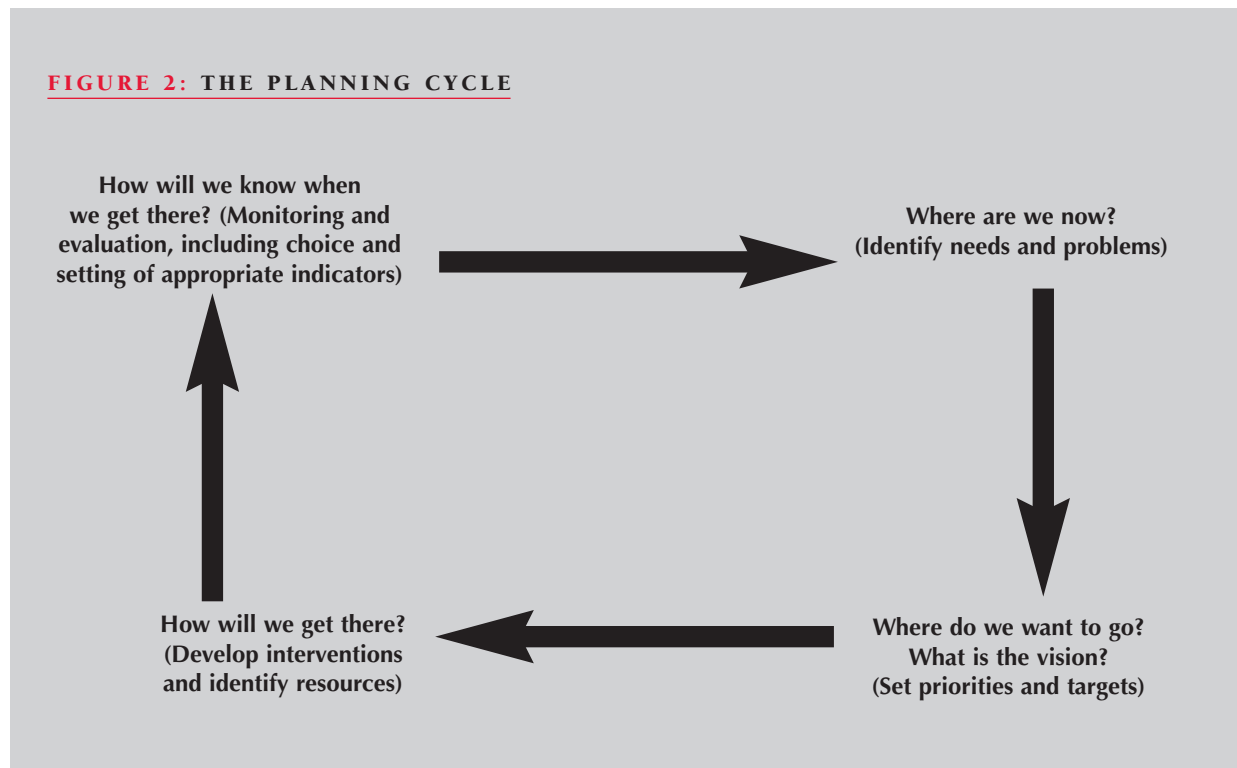 FIGURE 2: THE PLANNING CYCLE
How will we know when
we get there? (Monitoring and
evaluation, including choice and
setting of appropriate indicators)
Where are we now?
(Identify needs and problems)
How will we get there?
(Develop interventions
and identify resources)
Where do we want to go?
What is the vision?
(Set priorities and targets)